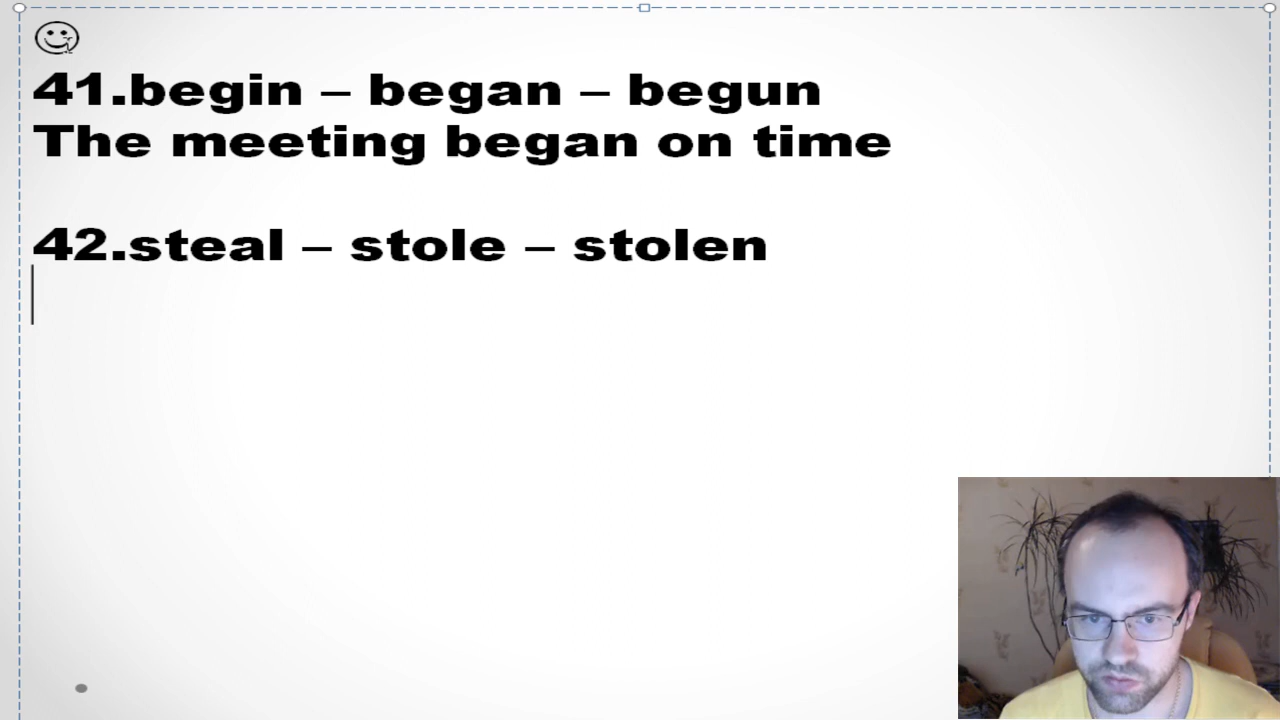 41.begin – began – begun
The meeting began on time
42.steal – stole – stolen